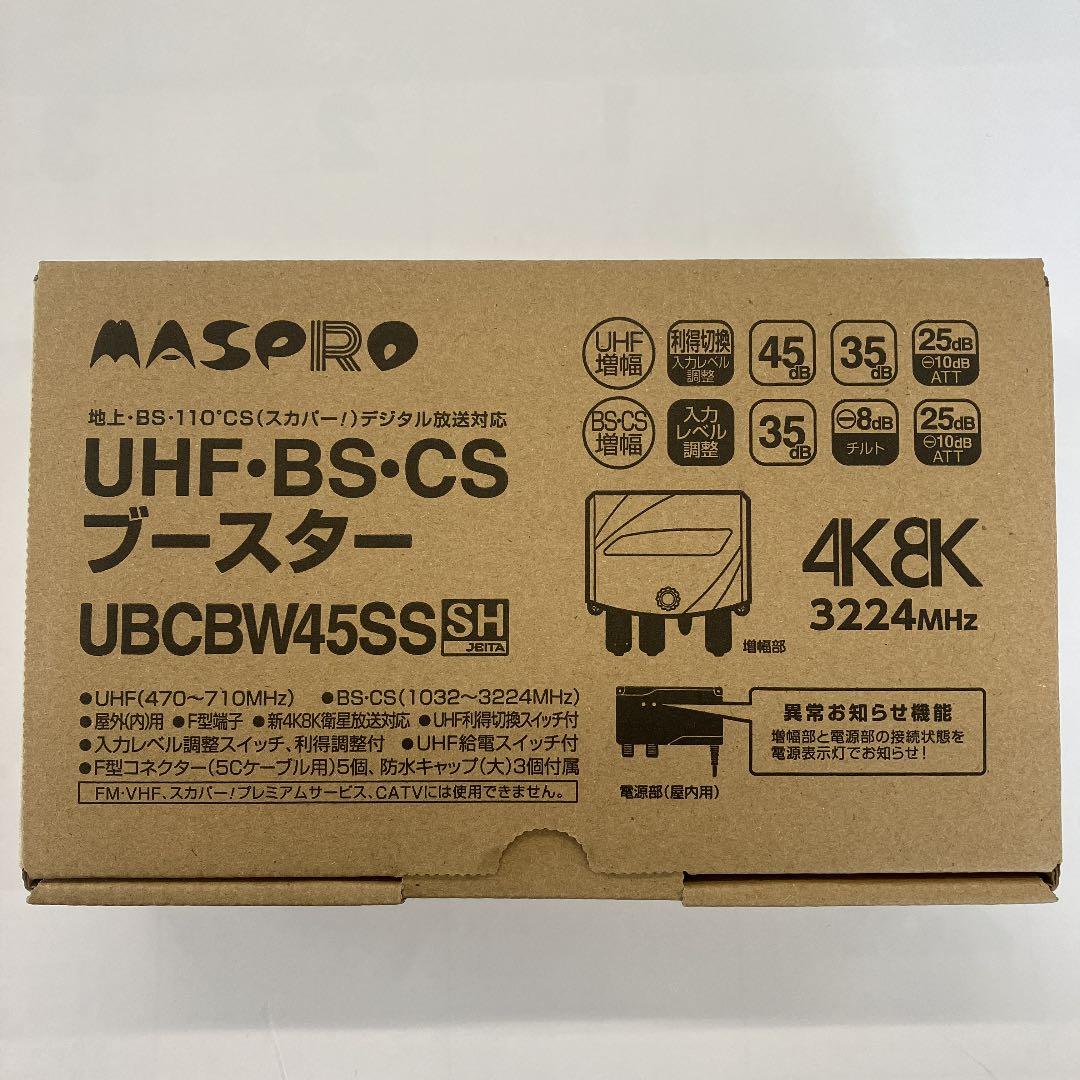 MASPRO
地上・BS・110°CS(スカパー!)デジタル放送対応
UHF・BS・CS
ブースター
UBCBW45SS SH
JEITA
●UHF(470〜710MHz) ●BS・CS(1032〜3224MHz)
●屋外(内)用 ●F型端子 ●新4K8K衛星放送対応 ●UHF利得切換スイッチ付
●入力レベル調整スイッチ、利得調整付 ●UHF給電スイッチ付
●F型コネクター(5Cケーブル用)5個、防水キャップ(大)3個付属
FM・VHF、スカパー!プレミアムサービス、CATVには使用できません。
UHF
増幅
利得切換
入力レベル
調整
45dB
35dB
25dB
⊖10dB
ATT
BS・CS
増幅
入力
レベル
調整
35dB
⊖8dB
チルト
25dB
⊖10dB
ATT
4K8K
3224MHz
増幅部
異常お知らせ機能
増幅部と電源部の接続状態を
電源表示灯でお知らせ!
電源部(屋内用)